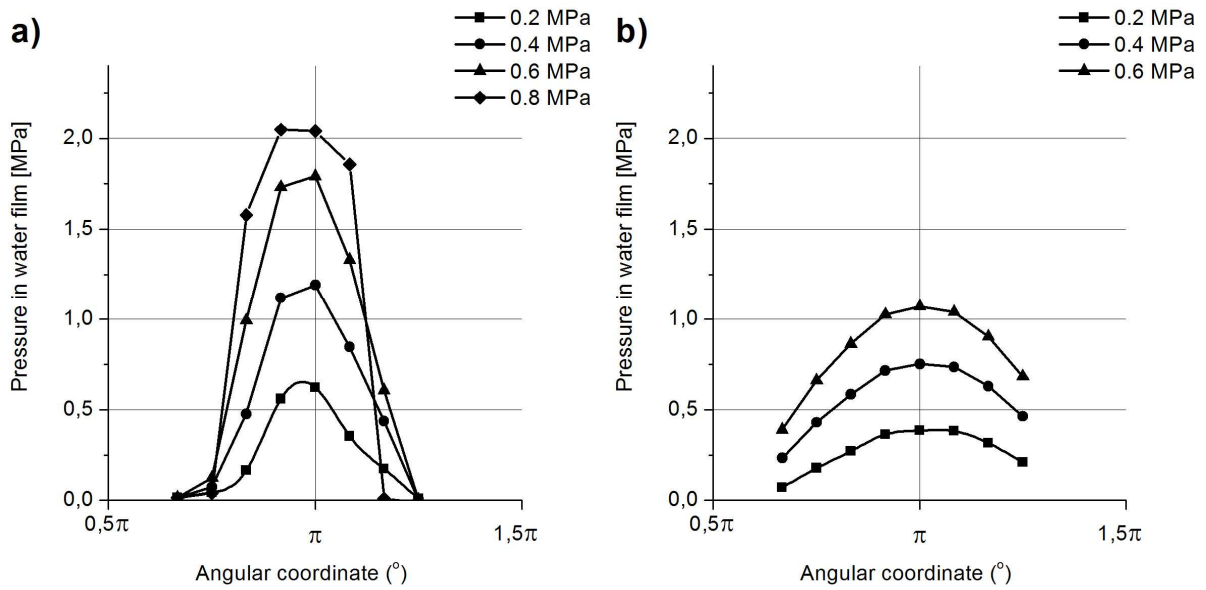 a)
0.2 MPa
0.4 MPa
0.6 MPa
0.8 MPa
Pressure in water film [MPa]
2,0
1,5
1,0
0,5
0,0
0,5π
π
1,5π
Angular coordinate (°)
b)
0.2 MPa
0.4 MPa
0.6 MPa
Pressure in water film [MPa]
2,0
1,5
1,0
0,5
0,0
0,5π
π
1,5π
Angular coordinate (°)